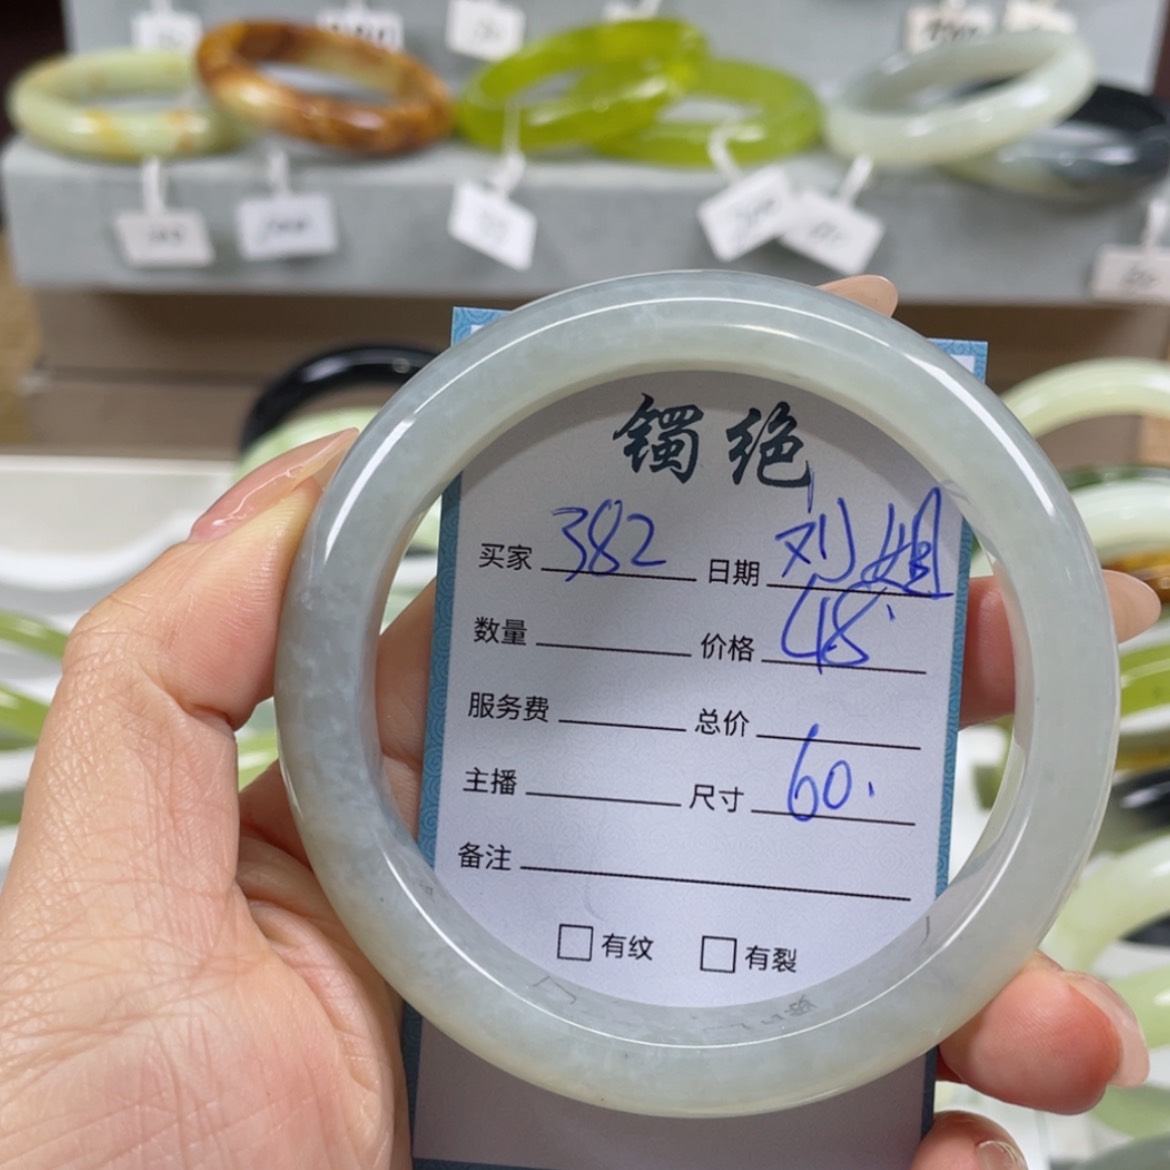 镯绝
买家 382 日期 刘姐
数量 价格 48
服务费 总价
主播 尺寸 60.
备注
□有纹 □有裂